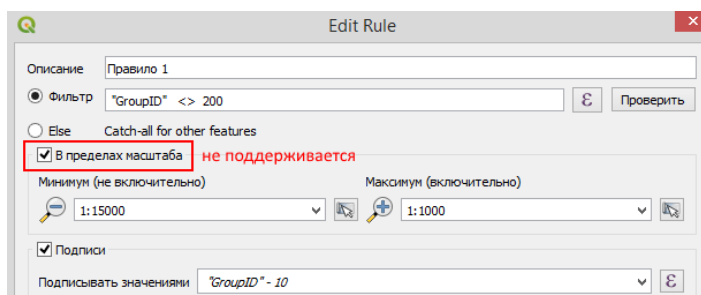 Edit Rule
Описание Правило 1
Фильтр "GroupID" <> 200 ε Проверить
Else Catch-all for other features
В пределах масштаба не поддерживается
Минимум (не включительно) Максимум (включительно)
1:15000 1:1000
Подписи
Подписывать значениями "GroupID" - 10 ε